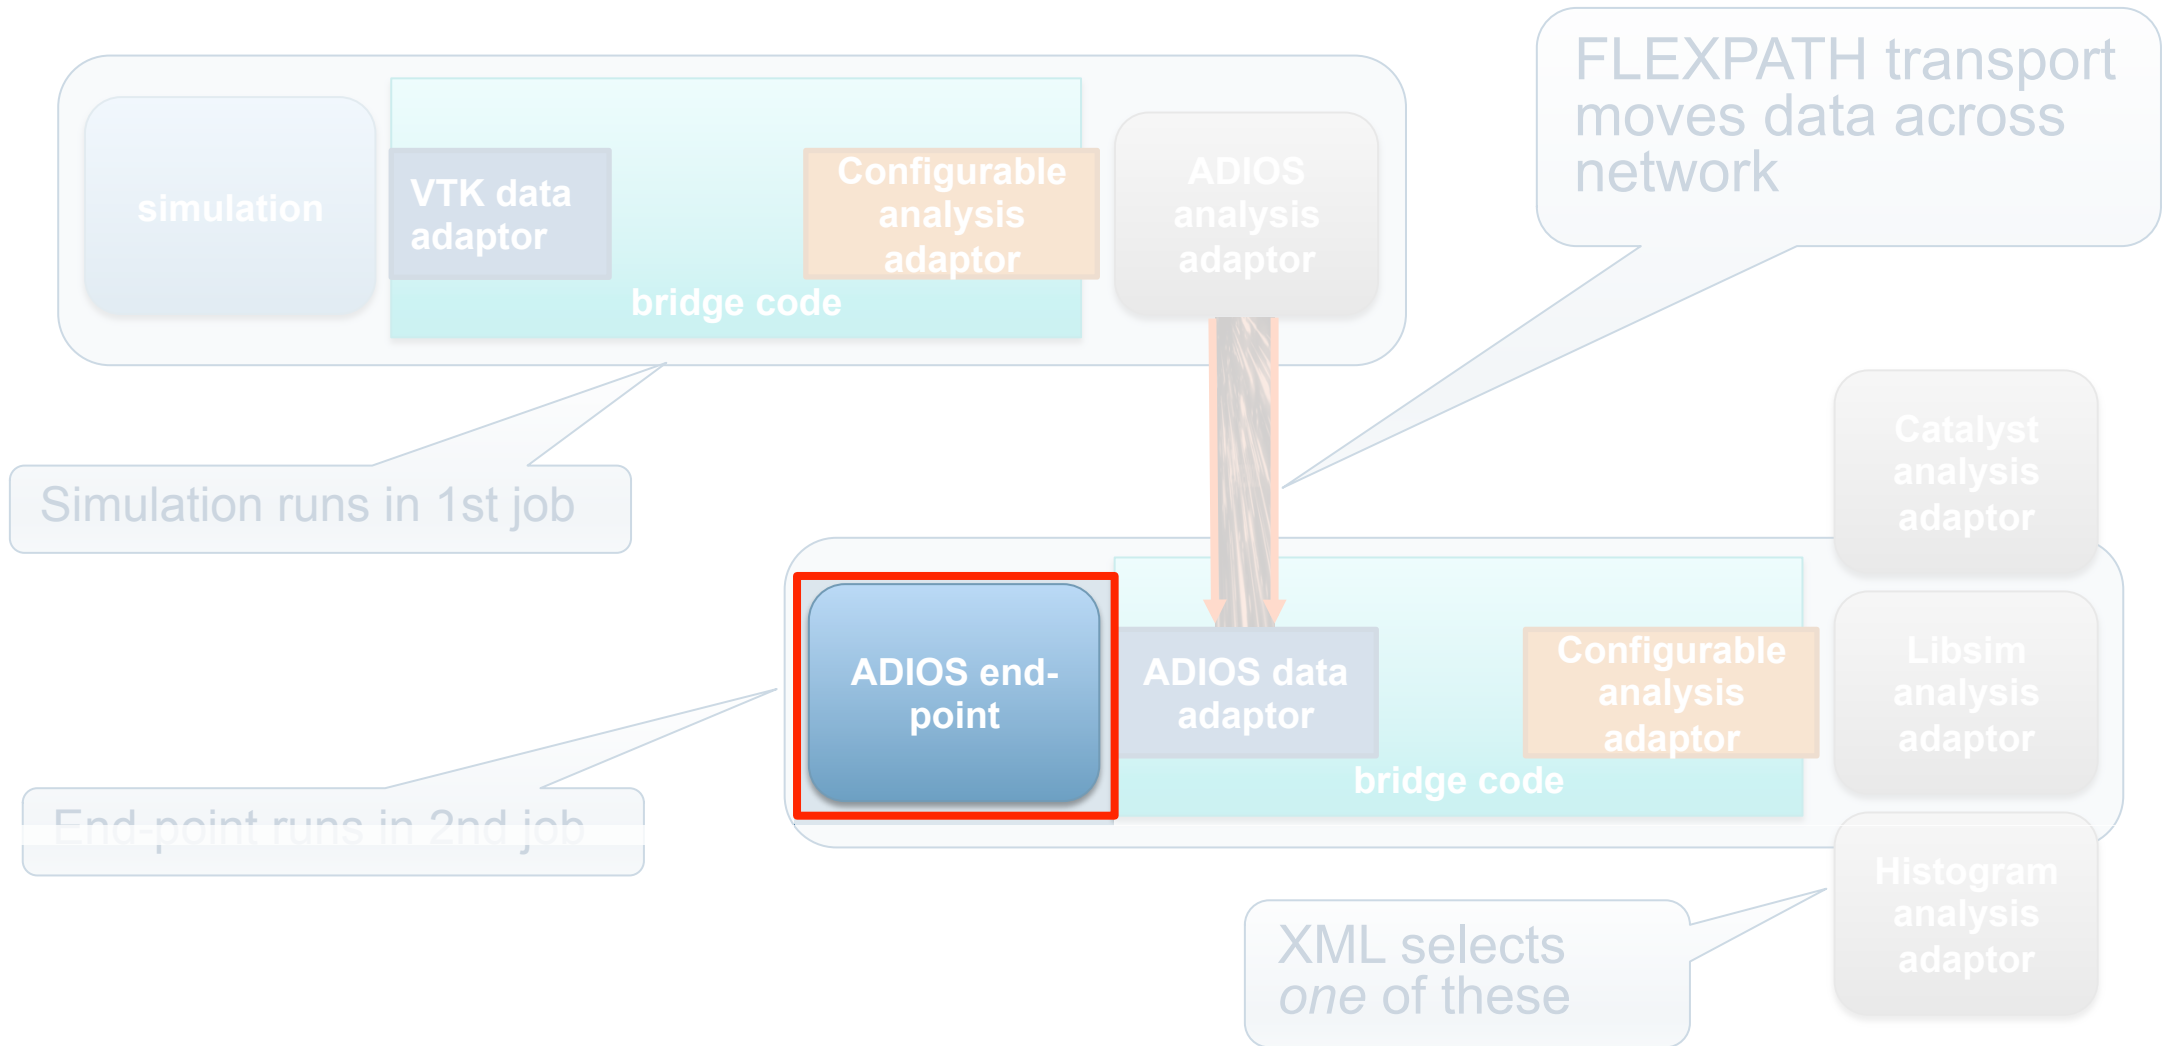 FLEXPATH transport
moves data across
network
simulation
VTK data
adaptor
Configurable
analysis
adaptor
bridge code
ADIOS
analysis
adaptor
Simulation runs in 1st job
Catalyst
analysis
adaptor
ADIOS end-
point
ADIOS data
adaptor
Configurable
analysis
adaptor
bridge code
Libsim
analysis
adaptor
End-point runs in 2nd job
Histogram
analysis
adaptor
XML selects
one of these